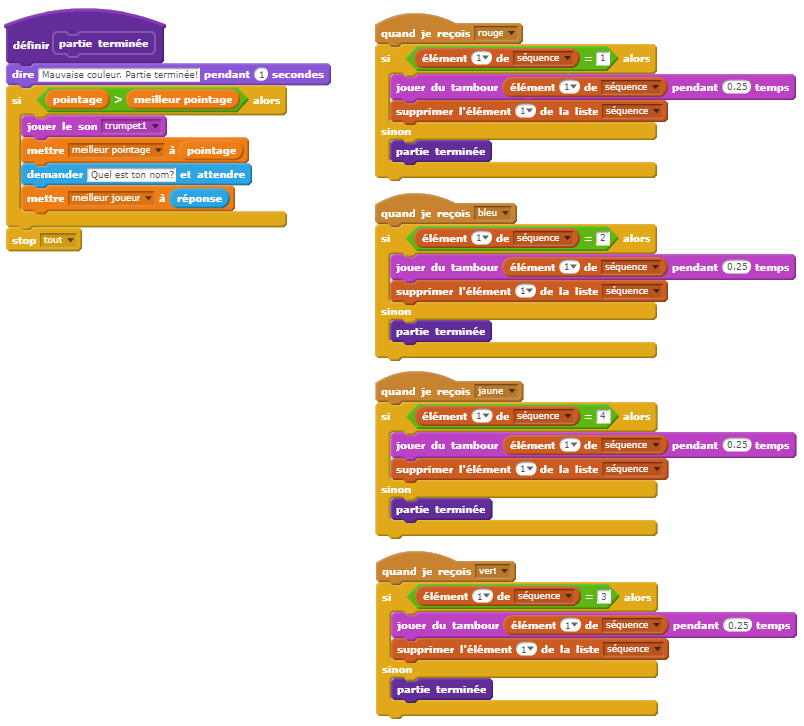 définir partie terminée
dire Mauvaise couleur. Partie terminée! pendant 1 secondes
si pointage > meilleur pointage alors
jouer le son trumpet1
mettre meilleur pointage à pointage
demander Quel est ton nom? et attendre
mettre meilleur joueur à réponse
stop tout
quand je reçois rouge
si élément 1 de séquence = 1 alors
jouer du tambour élément 1 de séquence pendant 0.25 temps
supprimer l'élément 1 de la liste séquence
sinon
partie terminée
quand je reçois bleu
si élément 1 de séquence = 2 alors
jouer du tambour élément 1 de séquence pendant 0.25 temps
supprimer l'élément 1 de la liste séquence
sinon
partie terminée
quand je reçois jaune
si élément 1 de séquence = 4 alors
jouer du tambour élément 1 de séquence pendant 0.25 temps
supprimer l'élément 1 de la liste séquence
sinon
partie terminée
quand je reçois vert
si élément 1 de séquence = 3 alors
jouer du tambour élément 1 de séquence pendant 0.25 temps
supprimer l'élément 1 de la liste séquence
sinon
partie terminée